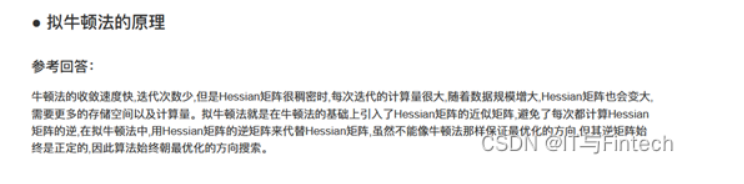 ● 拟牛顿法的原理
参考回答：
牛顿法的收敛速度快,迭代次数少,但是Hessian矩阵很稠密时,每次迭代的计算量很大,随着数据规模增大,Hessian矩阵也会变大,
需要更多的存储空间以及计算量。拟牛顿法就是在牛顿法的基础上引入了Hessian矩阵的近似矩阵,避免了每次都计算Hessian
矩阵的逆,在拟牛顿法中,用Hessian矩阵的逆矩阵来代替Hessian矩阵,虽然不能像牛顿法那样保证最优化的方向,但其逆矩阵始
终是正定的,因此算法始终朝最优化的方向搜索。
CSDN @IT与Fintech